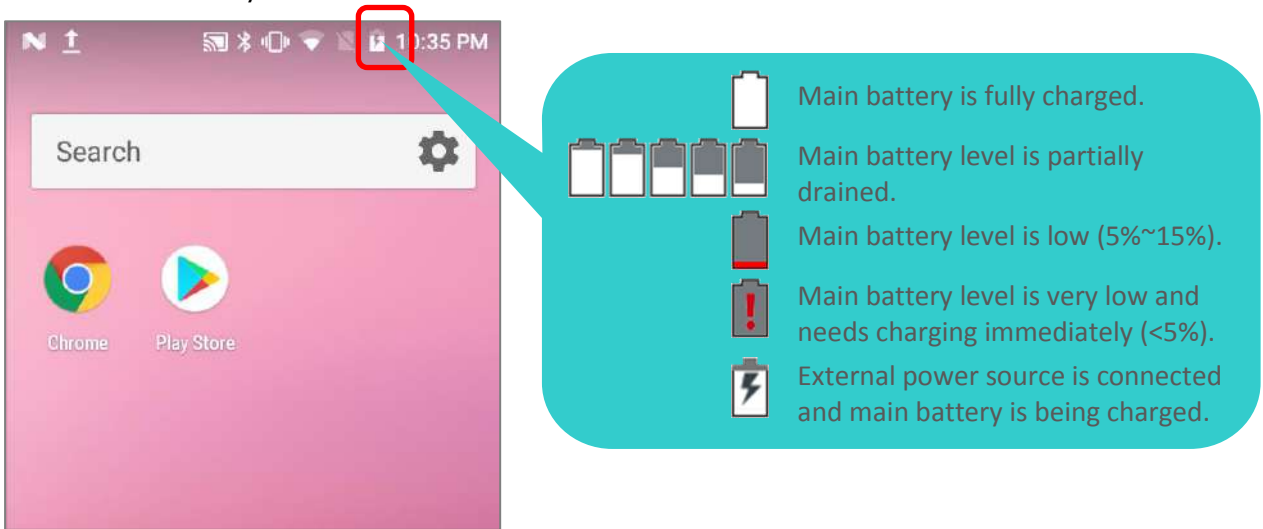 10:35 PM
Search
Chrome
Play Store
Main battery is fully charged.
Main battery level is partially
drained.
Main battery level is low (5%~15%).
Main battery level is very low and
needs charging immediately (<5%).
External power source is connected
and main battery is being charged.